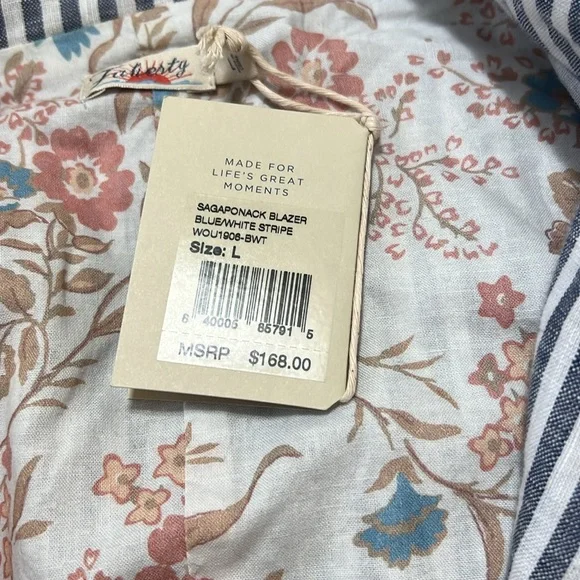 Faherty
MADE FOR
LIFE'S GREAT
MOMENTS
SAGAPONACK BLAZER
BLUE/WHITE STRIPE
WOU1906-BWT
Size: L
6 40005 85791 5
MSRP $168.00